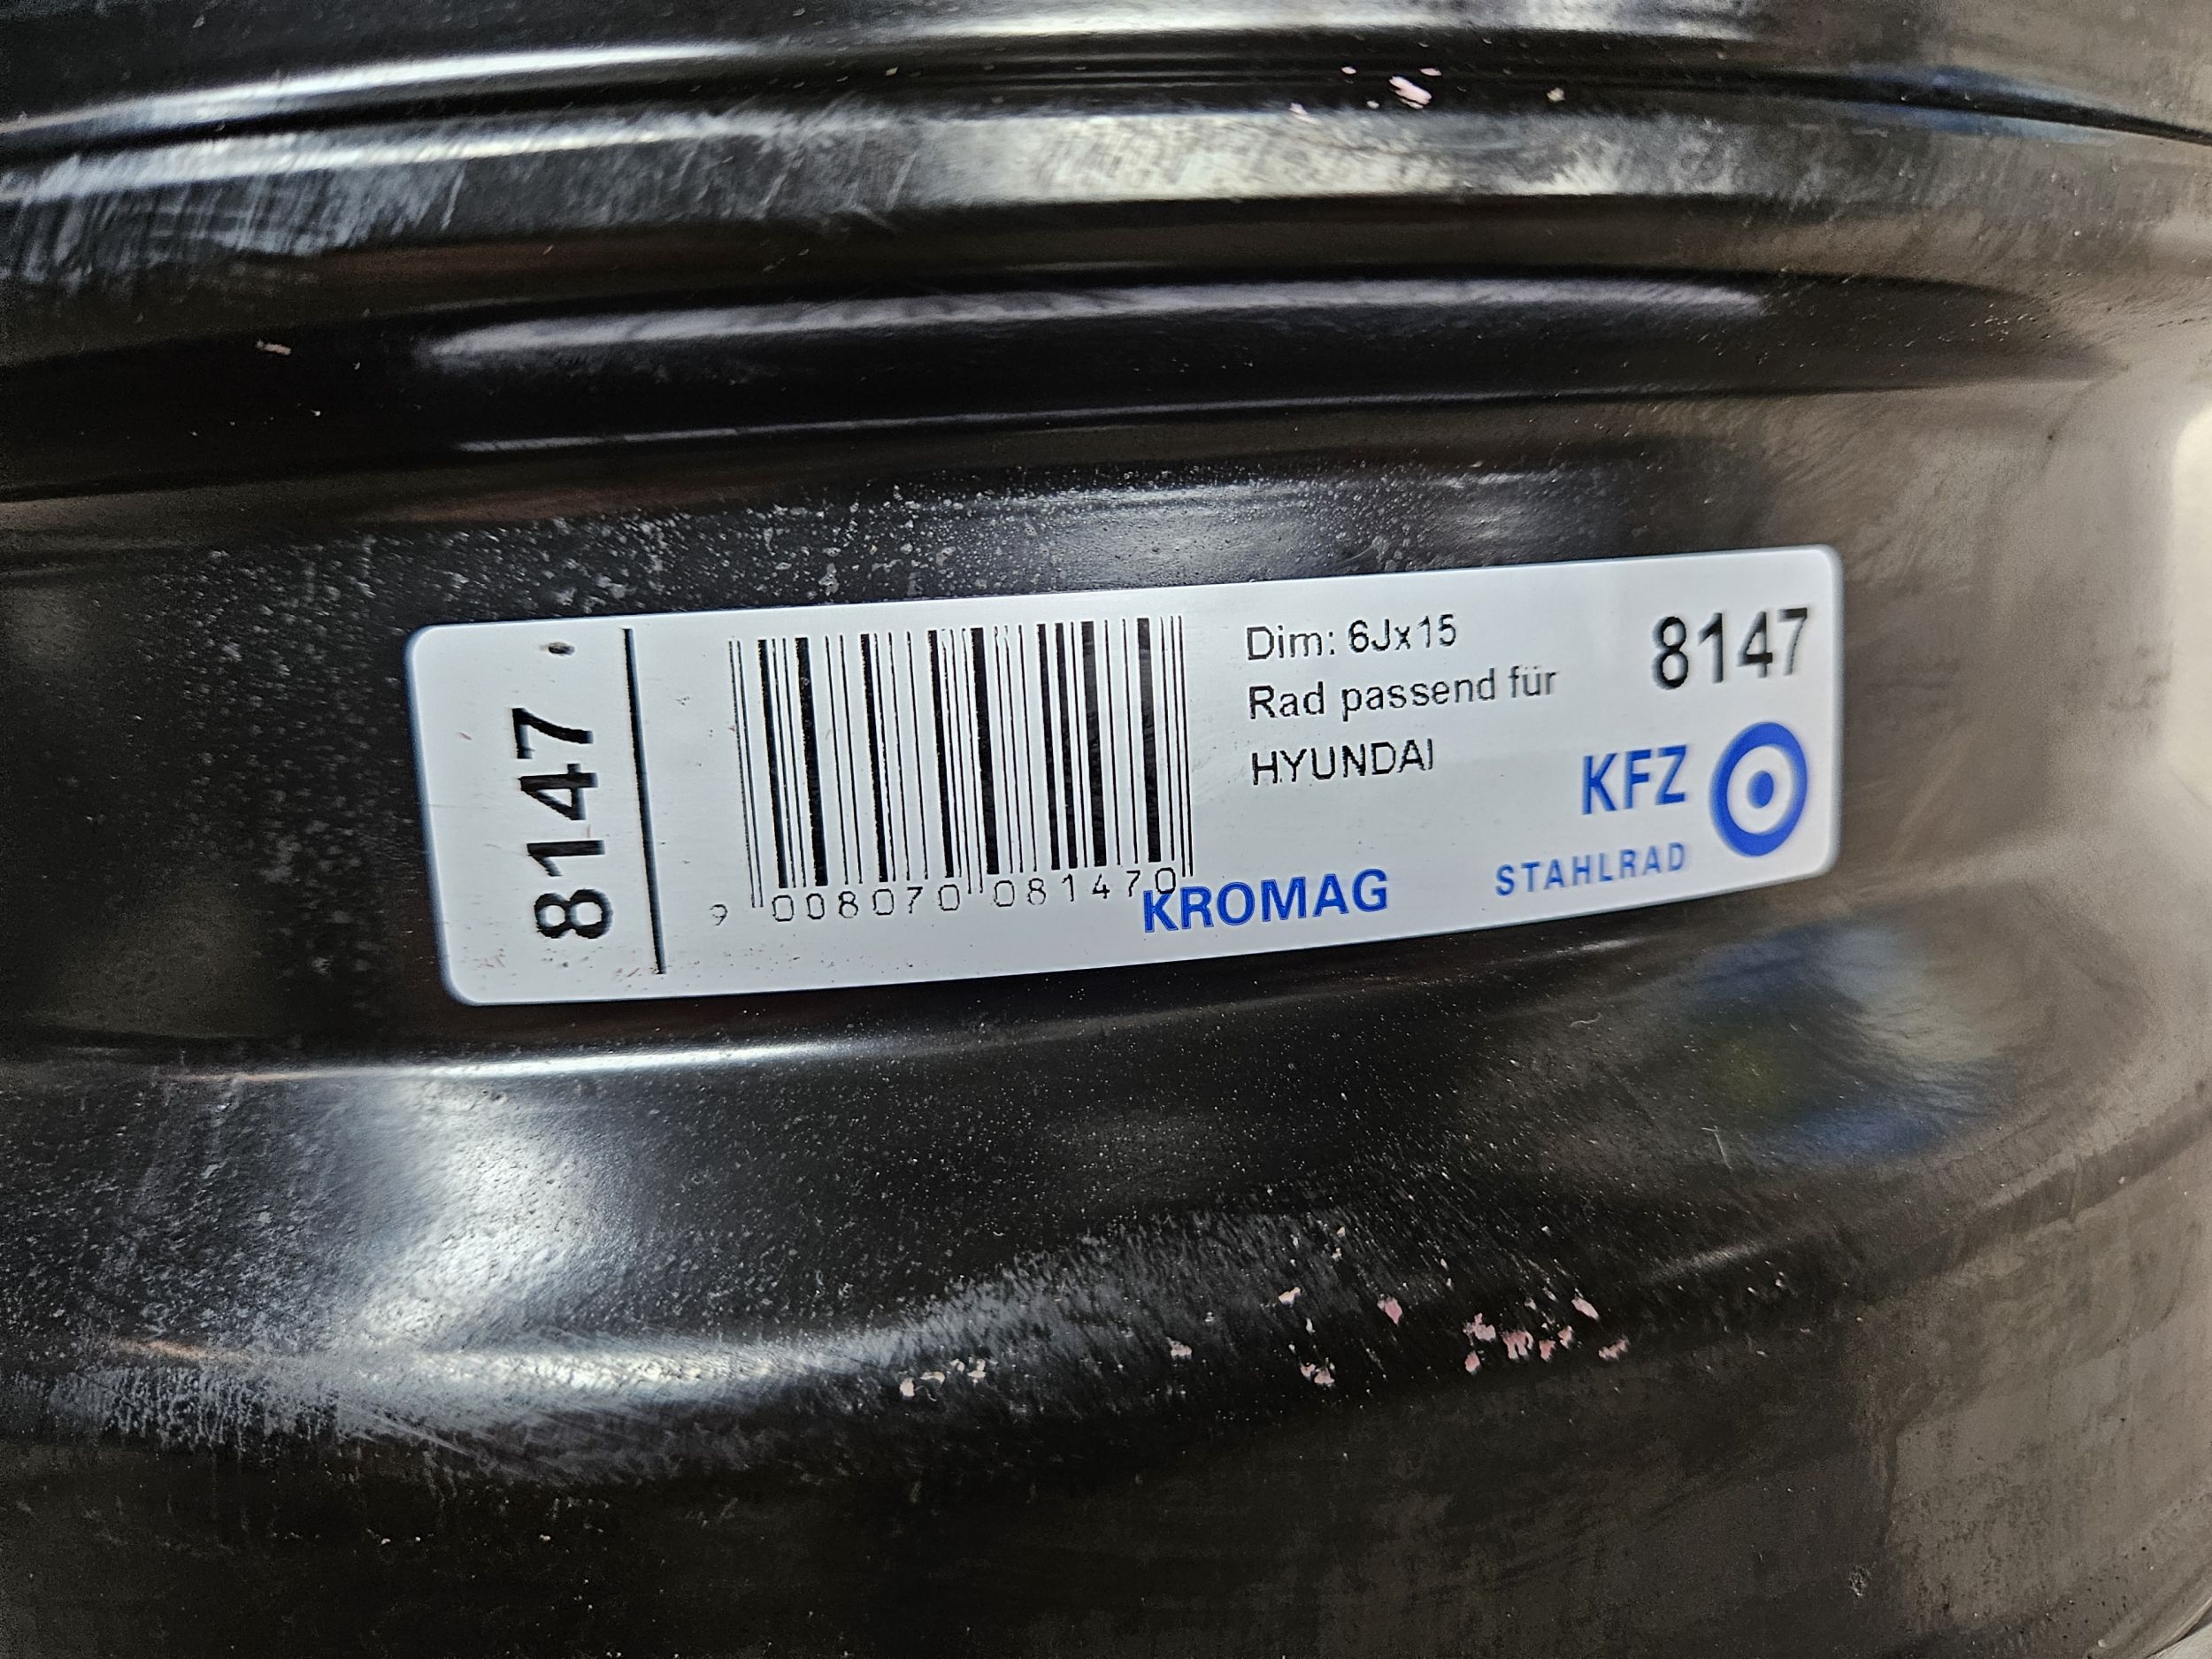 8147
9 008070 081470
Dim: 6Jx15
Rad passend für
HYUNDAI
8147
KFZ
STAHLRAD
KROMAG